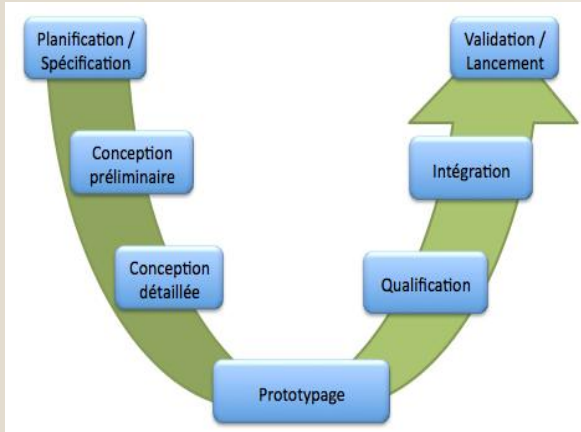 Planification /
Spécification
Conception
préliminaire
Conception
détaillée
Prototypage
Qualification
Intégration
Validation /
Lancement